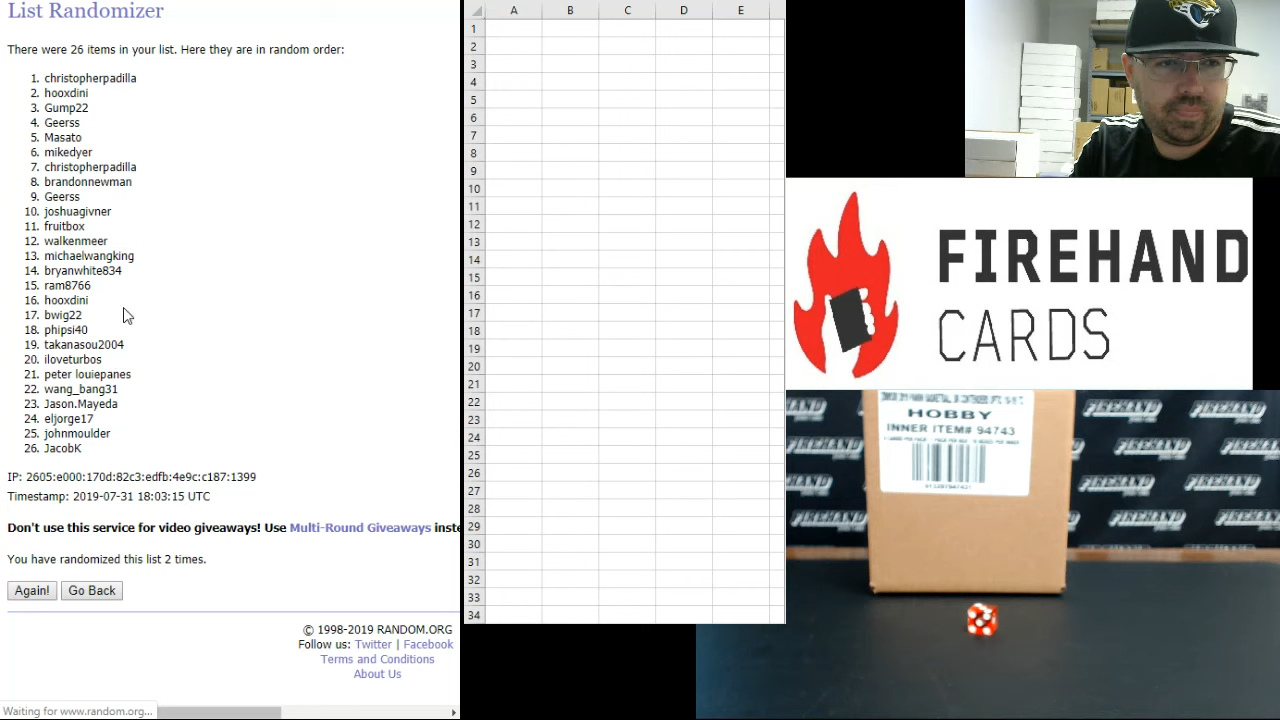 List Randomizer
There were 26 items in your list. Here they are in random order:
1. christopherpadilla
2. hooxdini
3. Gump22
4. Geerss
5. Masato
6. mikedyer
7. christopherpadilla
8. brandonnewman
9. Geerss
10. joshuagivner
11. fruitbox
12. walkenmeer
13. michaelwangking
14. bryanwhite834
15. ram8766
16. hooxdini
17. bwig22
18. phipsi40
19. takanasou2004
20. iloveturbos
21. peter louiepanes
22. wang_bang31
23. Jason.Mayeda
24. eljorge17
25. johnmoulder
26. JacobK
IP: 2605:e000:170d:82c3:edfb:4e9c:c187:1399
Timestamp: 2019-07-31 18:03:15 UTC
Don't use this service for video giveaways! Use Multi-Round Giveaways inste
You have randomized this list 2 times.
Again! Go Back
© 1998-2019 RANDOM.ORG
Follow us: Twitter | Facebook
Terms and Conditions
About Us
Waiting for www.random.org...
A B C D E
1
2
3
4
5
6
7
8
9
10
11
12
13
14
15
16
17
18
19
20
21
22
23
24
25
26
27
28
29
30
31
32
33
34
FIREHAND
CARDS
HOBBY
INNER ITEM# 94743
FIREHAND